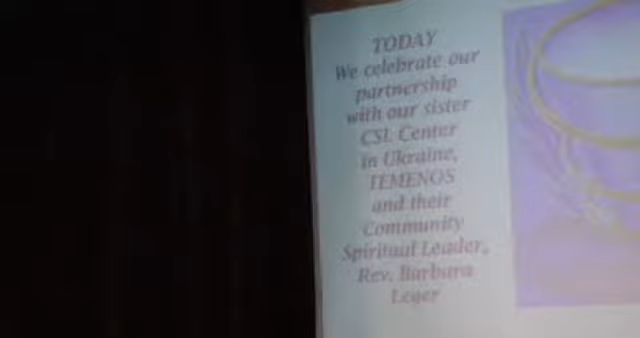 TODAY
We celebrate our
partnership
with our sister
CSL Center
in Ukraine,
TEMENOS
and their
Community
Spiritual Leader,
Rev. Barbara
Leger